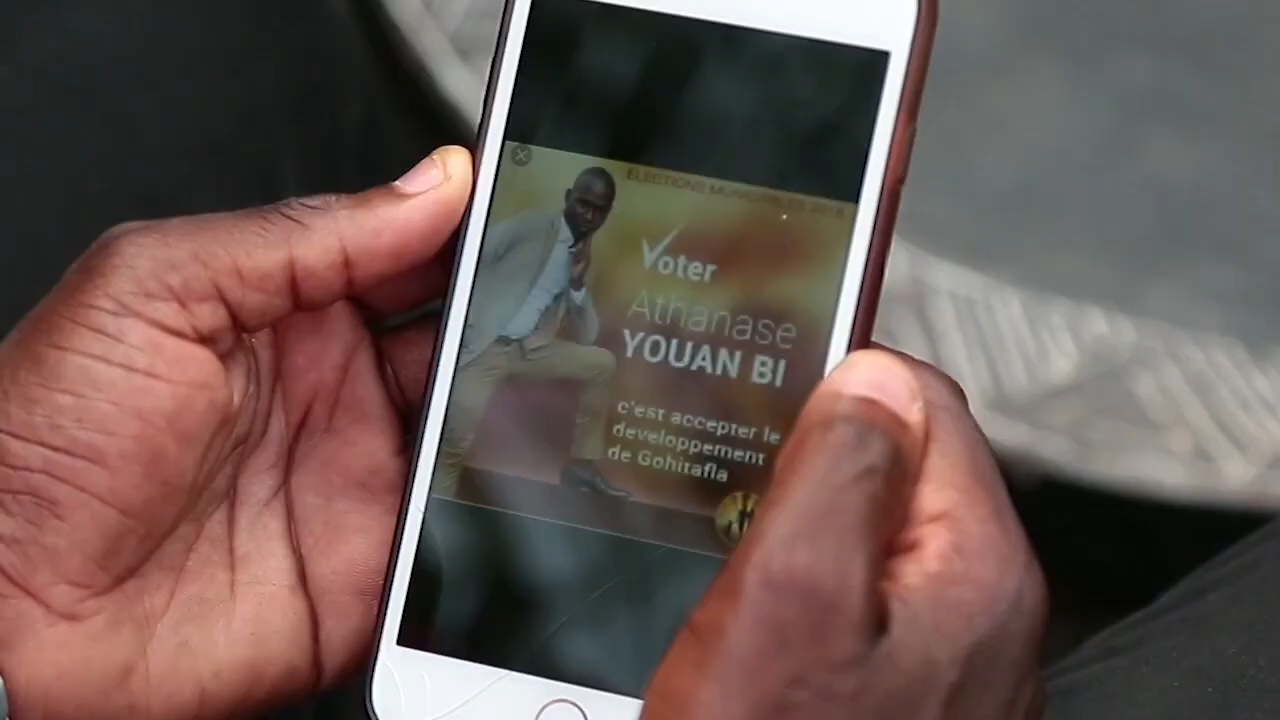 ELECTIONS MUNICIPALES 2018
Voter
Athanase
YOUAN BI
c'est accepter le
developpement
de Gohitafla